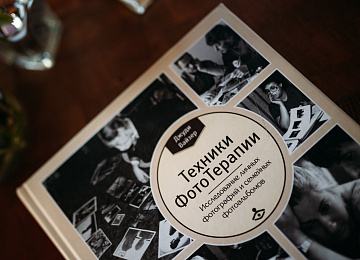 Джуди
Вайзер
Техники
ФотоТерапии
Исследование личных
фотографий и семейных
фотоальбомов